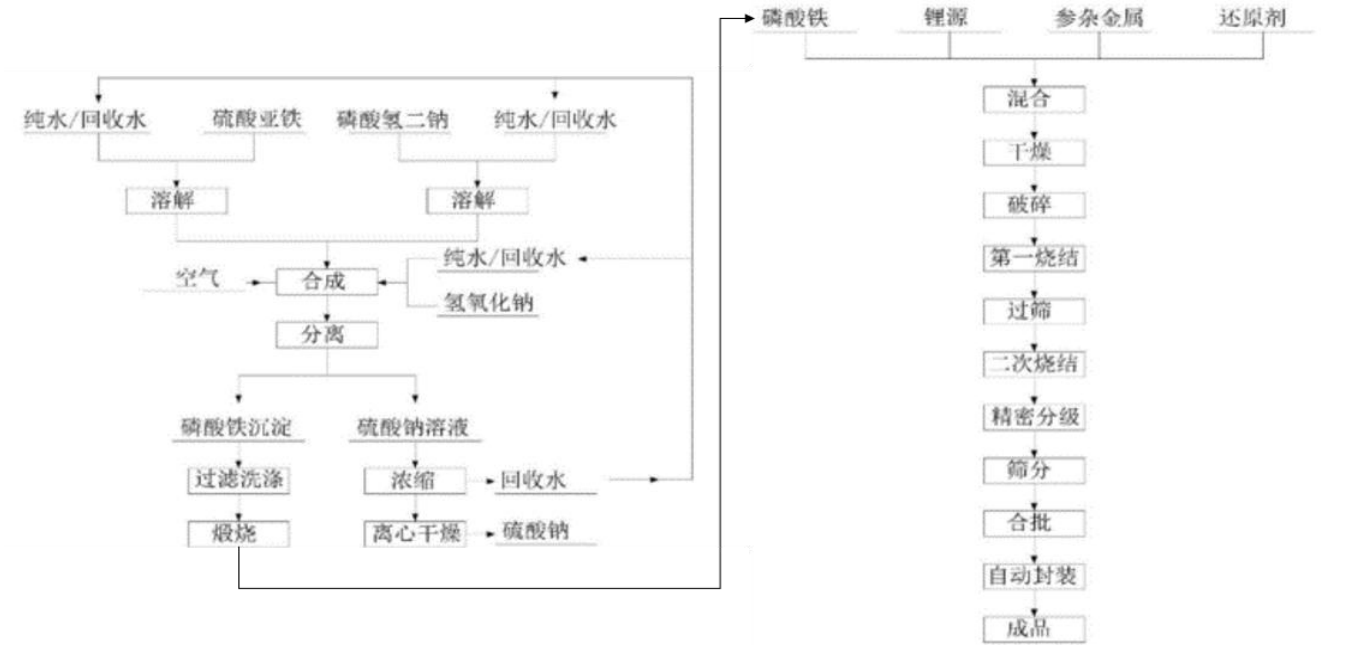 磷酸铁
锂源
参杂金属
还原剂
混合
干燥
破碎
第一烧结
过筛
二次烧结
精密分级
筛分
合批
自动封装
成品
纯水/回收水
硫酸亚铁
磷酸氢二钠
纯水/回收水
溶解
溶解
空气
合成
纯水/回收水
氢氧化钠
分离
磷酸铁沉淀
硫酸钠溶液
过滤洗涤
浓缩
回收水
煅烧
离心干燥
硫酸钠